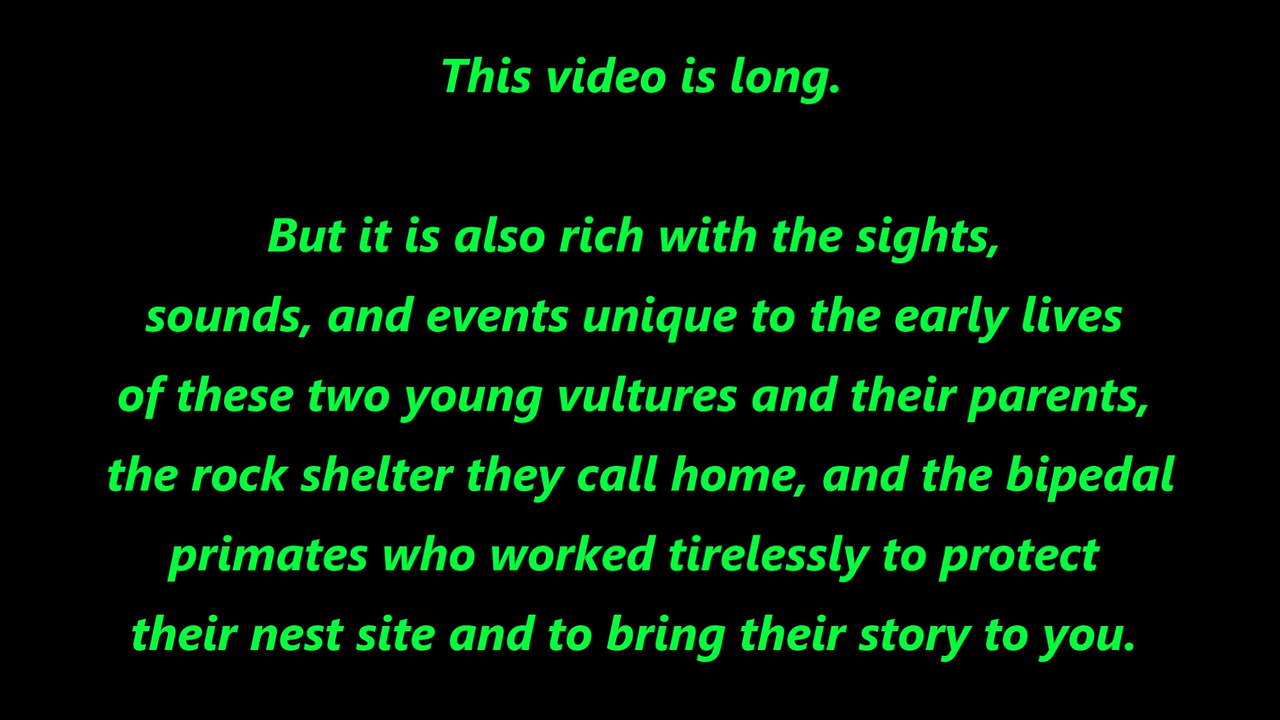 This video is long.
But it is also rich with the sights,
sounds, and events unique to the early lives
of these two young vultures and their parents,
the rock shelter they call home, and the bipedal
primates who worked tirelessly to protect
their nest site and to bring their story to you.